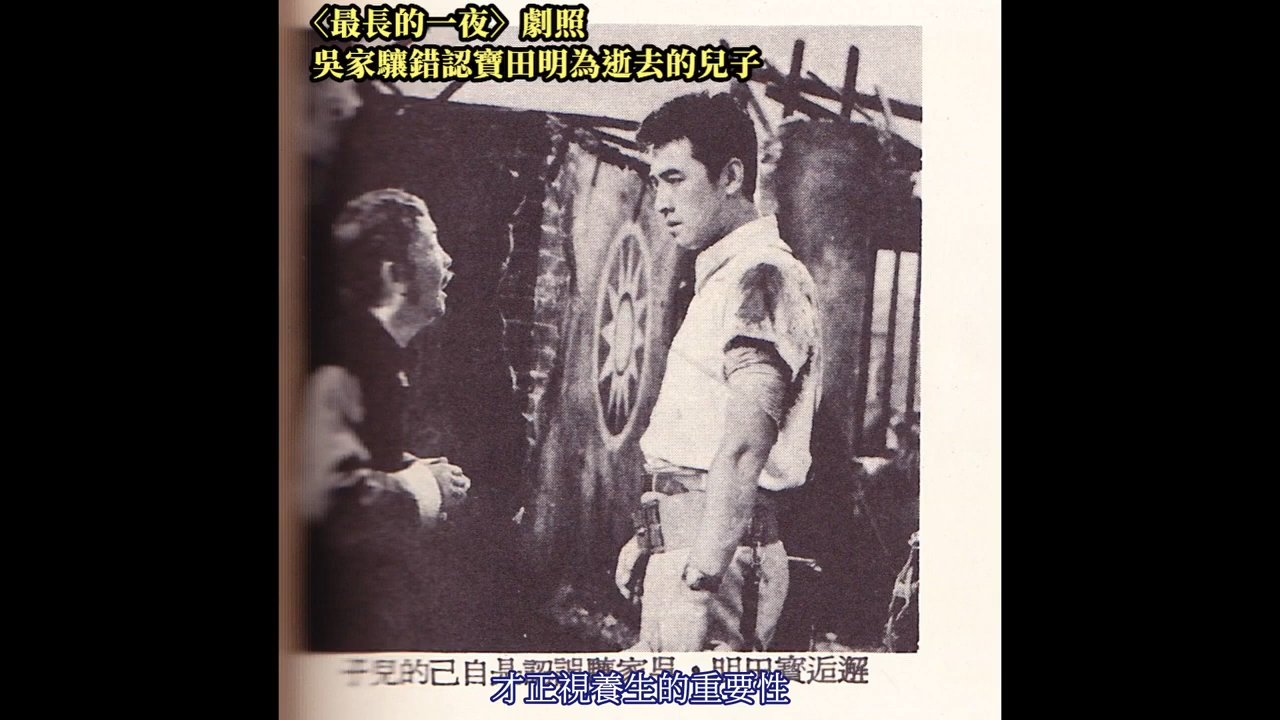 〈最長的一夜〉劇照
吳家驤錯認寶田明為逝去的兒子
邂逅寶田明，吳家驤誤認是自己的兒子
才正視養生的重要性